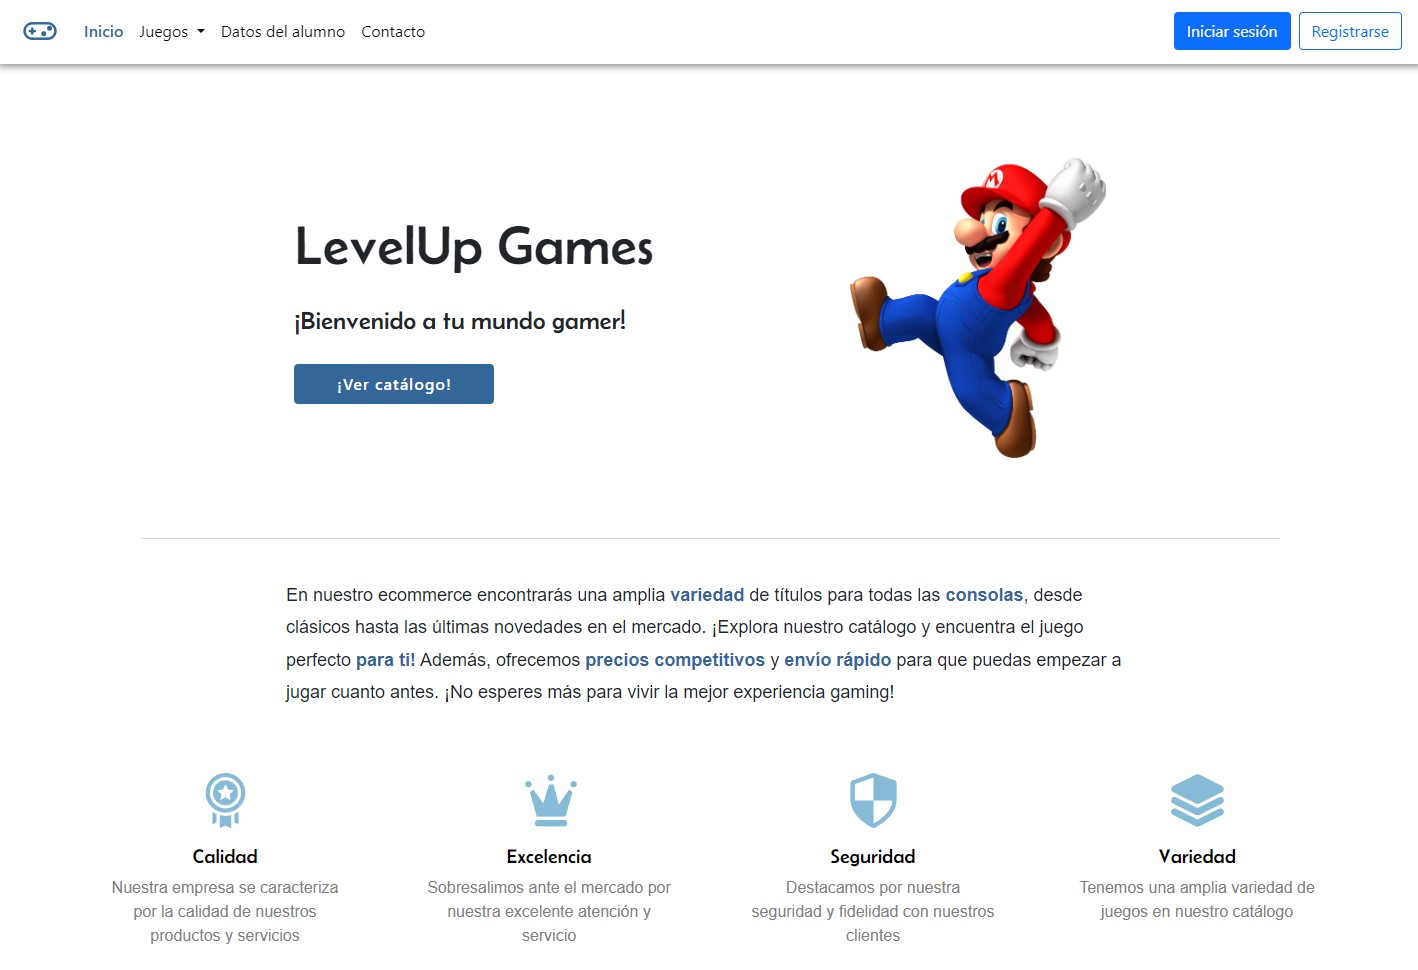 Inicio Juegos Datos del alumno Contacto Iniciar sesión Registrarse
M
LevelUp Games
¡Bienvenido a tu mundo gamer!
¡Ver catálogo!
En nuestro ecommerce encontrarás una amplia variedad de títulos para todas las consolas, desde
clásicos hasta las últimas novedades en el mercado. ¡Explora nuestro catálogo y encuentra el juego
perfecto para ti! Además, ofrecemos precios competitivos y envío rápido para que puedas empezar a
jugar cuanto antes. ¡No esperes más para vivir la mejor experiencia gaming!
Calidad
Nuestra empresa se caracteriza
por la calidad de nuestros
productos y servicios
Excelencia
Sobresalimos ante el mercado por
nuestra excelente atención y
servicio
Seguridad
Destacamos por nuestra
seguridad y fidelidad con nuestros
clientes
Variedad
Tenemos una amplia variedad de
juegos en nuestro catálogo